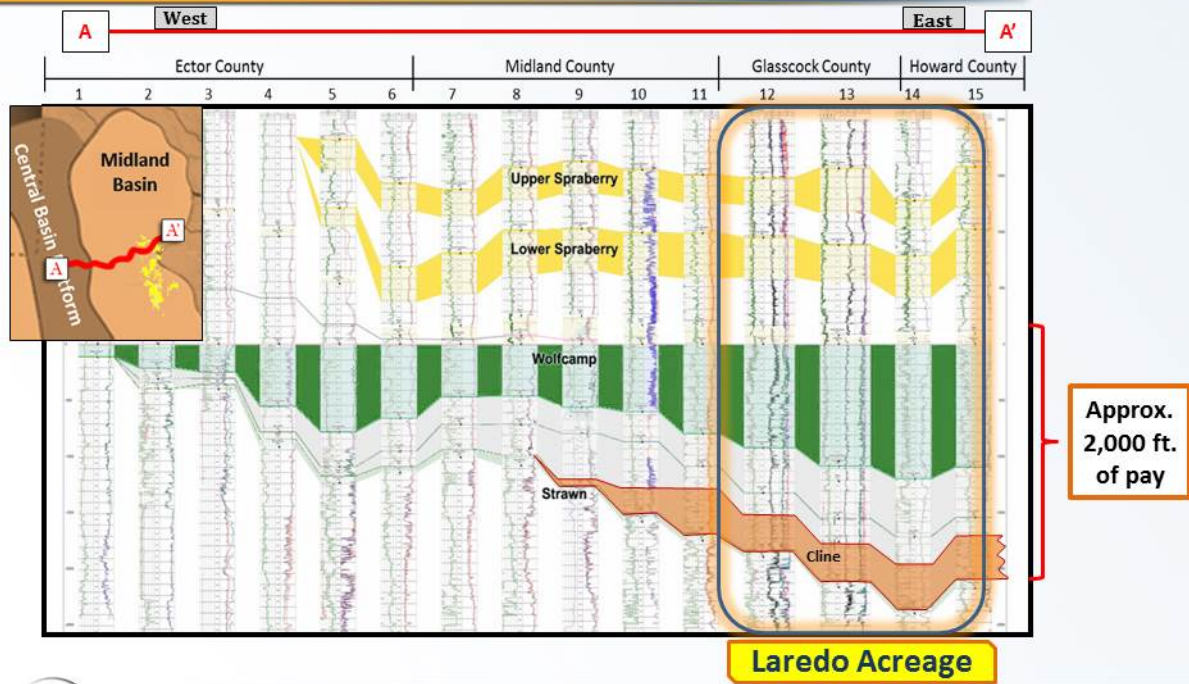 West
East
A
A'
Ector County
Midland County
Glasscock County
Howard County
1 2 3 4 5 6 7 8 9 10 11 12 13 14 15
Midland
Basin
Central Basin
A'
A
Upper Spraberry
Lower Spraberry
Wolfcamp
Strawn
Cline
Approx.
2,000 ft.
of pay
Laredo Acreage